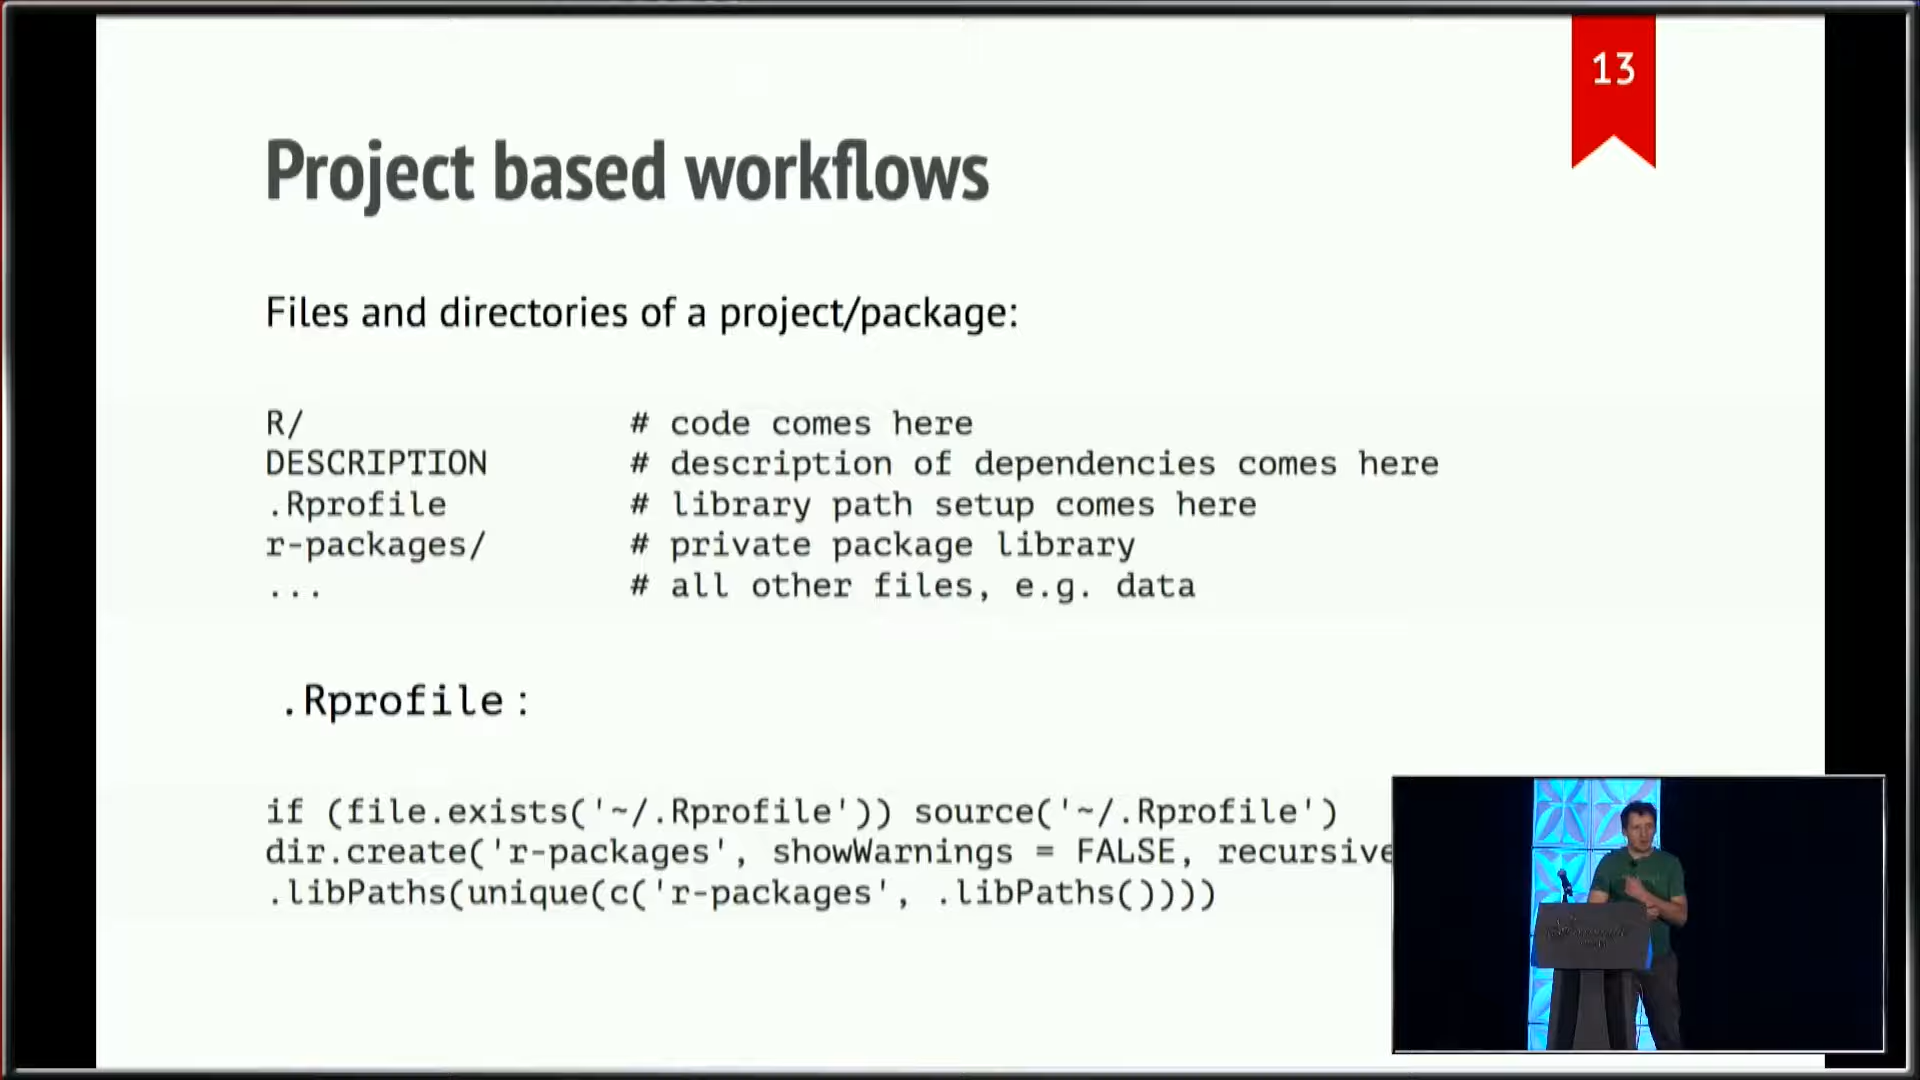 13
Project based workflows
Files and directories of a project/package:
R/ # code comes here
DESCRIPTION # description of dependencies comes here
.Rprofile # library path setup comes here
r-packages/ # private package library
... # all other files, e.g. data
.Rprofile:
if (file.exists('~/.Rprofile')) source('~/.Rprofile')
dir.create('r-packages', showWarnings = FALSE, recursive
.libPaths(unique(c('r-packages', .libPaths())))